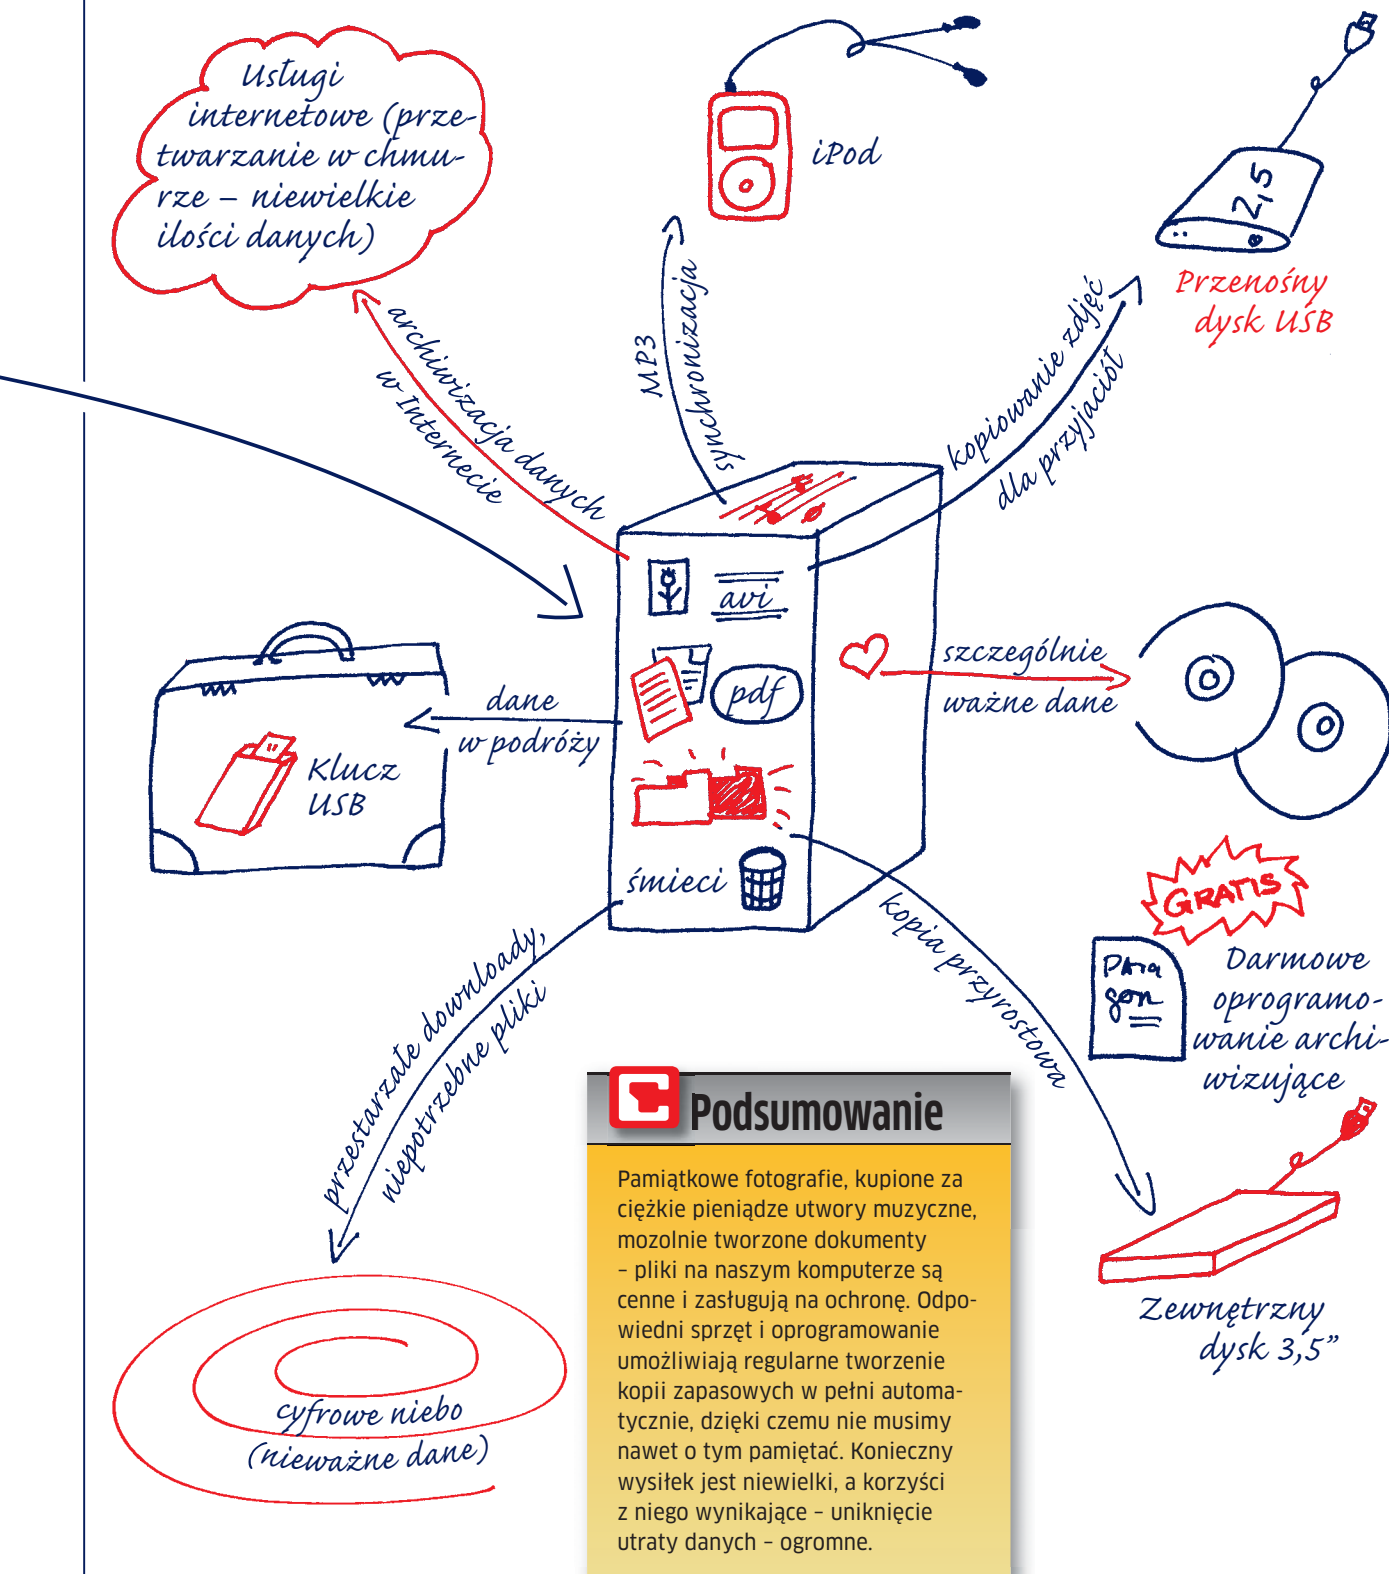 Usługi
internetowe (prze-
twarzanie w chmu-
rze – niewielkie
ilości danych)
iPod
2,5
Przenośny
dysk USB
archiwizacja danych
w Internecie
MP3
synchronizacja
kopiowanie zdjęć
dla przyjaciół
avi
pdf
śmieci
szczególnie
ważne dane
dane
w podróży
Klucz
USB
GRATIS
Para
gon
Darmowe
oprogramo-
wanie archi-
wizujące
kopia przyrostowa
przestarzałe downloady,
niepotrzebne pliki
Zewnętrzny
dysk 3,5”
cyfrowe niebo
(nieważne dane)
Podsumowanie
Pamiątkowe fotografie, kupione za
ciężkie pieniądze utwory muzyczne,
mozolnie tworzone dokumenty
– pliki na naszym komputerze są
cenne i zasługują na ochronę. Odpo-
wiedni sprzęt i oprogramowanie
umożliwiają regularne tworzenie
kopii zapasowych w pełni automa-
tycznie, dzięki czemu nie musimy
nawet o tym pamiętać. Konieczny
wysiłek jest niewielki, a korzyści
z niego wynikające – uniknięcie
utraty danych – ogromne.